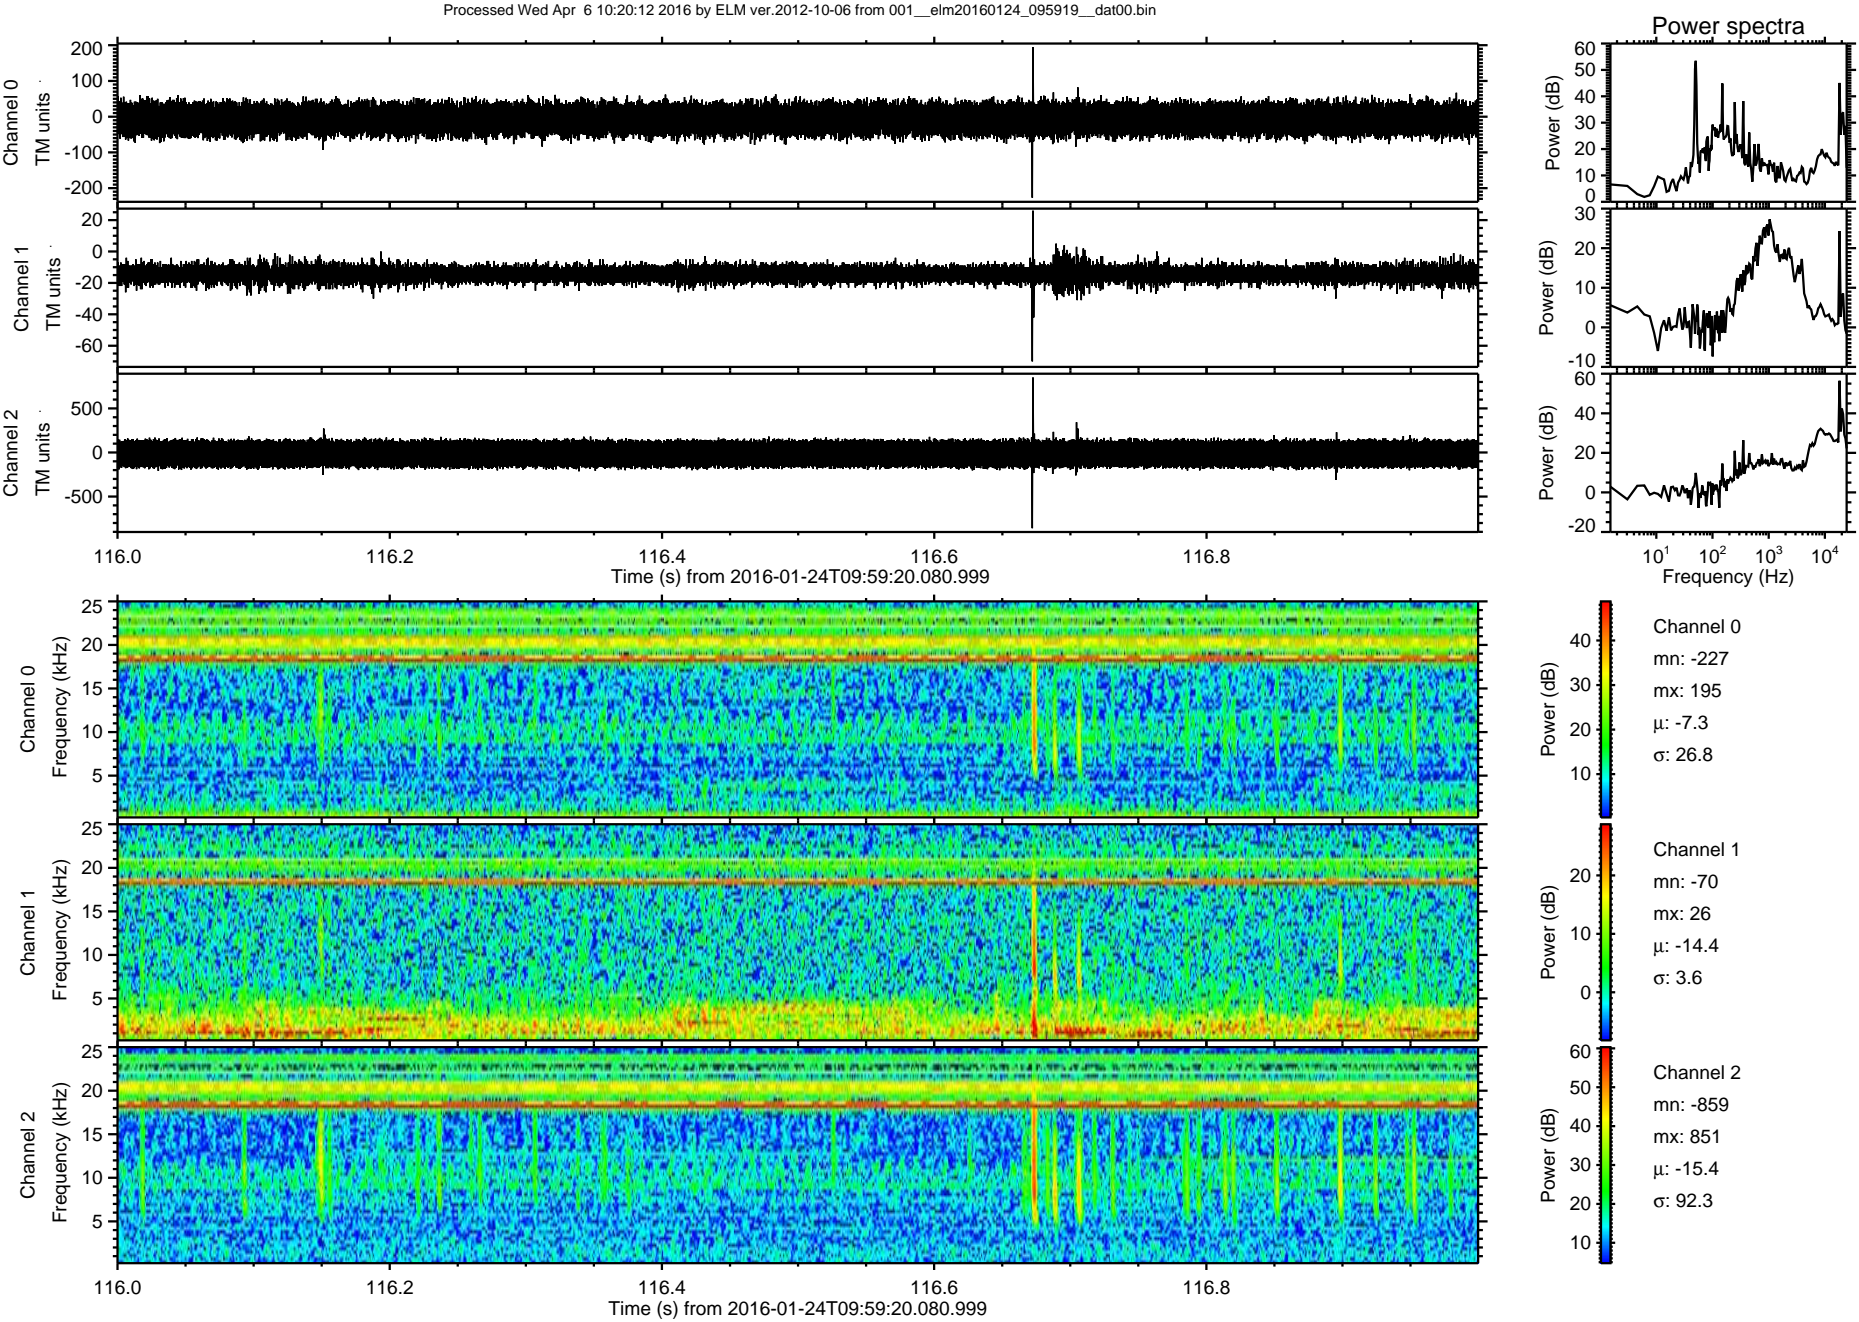 Processed Wed Apr  6 10:20:12 2016 by ELM ver.2012-10-06 from 001__elm20160124_095919__dat00.bin
Power spectra
Channel 0
TM units
200
100
0
-100
-200
Power (dB)
60
50
40
30
20
10
0
Channel 1
TM units
20
0
-20
-40
-60
Power (dB)
30
20
10
0
-10
Channel 2
TM units
500
0
-500
Power (dB)
60
40
20
0
-20
116.0 116.2 116.4 116.6 116.8
Time (s) from 2016-01-24T09:59:20.080.999
10^1 10^2 10^3 10^4
Frequency (Hz)
Channel 0
Frequency (kHz)
25
20
15
10
5
Power (dB)
40
30
20
10
Channel 0
mn: -227
mx: 195
μ: -7.3
σ: 26.8
Channel 1
Frequency (kHz)
25
20
15
10
5
Power (dB)
20
10
0
Channel 1
mn: -70
mx: 26
μ: -14.4
σ: 3.6
Channel 2
Frequency (kHz)
25
20
15
10
5
Power (dB)
60
50
40
30
20
10
Channel 2
mn: -859
mx: 851
μ: -15.4
σ: 92.3
116.0 116.2 116.4 116.6 116.8
Time (s) from 2016-01-24T09:59:20.080.999